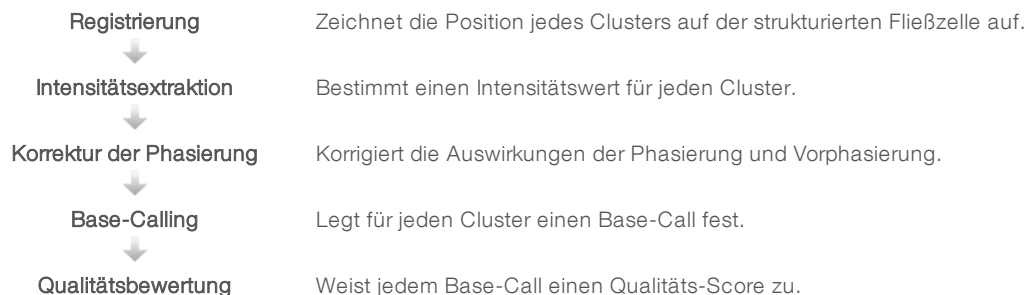 Registrierung Zeichnet die Position jedes Clusters auf der strukturierten Fließzelle auf.
Intensitätsextraktion Bestimmt einen Intensitätswert für jeden Cluster.
Korrektur der Phasierung Korrigiert die Auswirkungen der Phasierung und Vorphasierung.
Base-Calling Legt für jeden Cluster einen Base-Call fest.
Qualitätsbewertung Weist jedem Base-Call einen Qualitäts-Score zu.